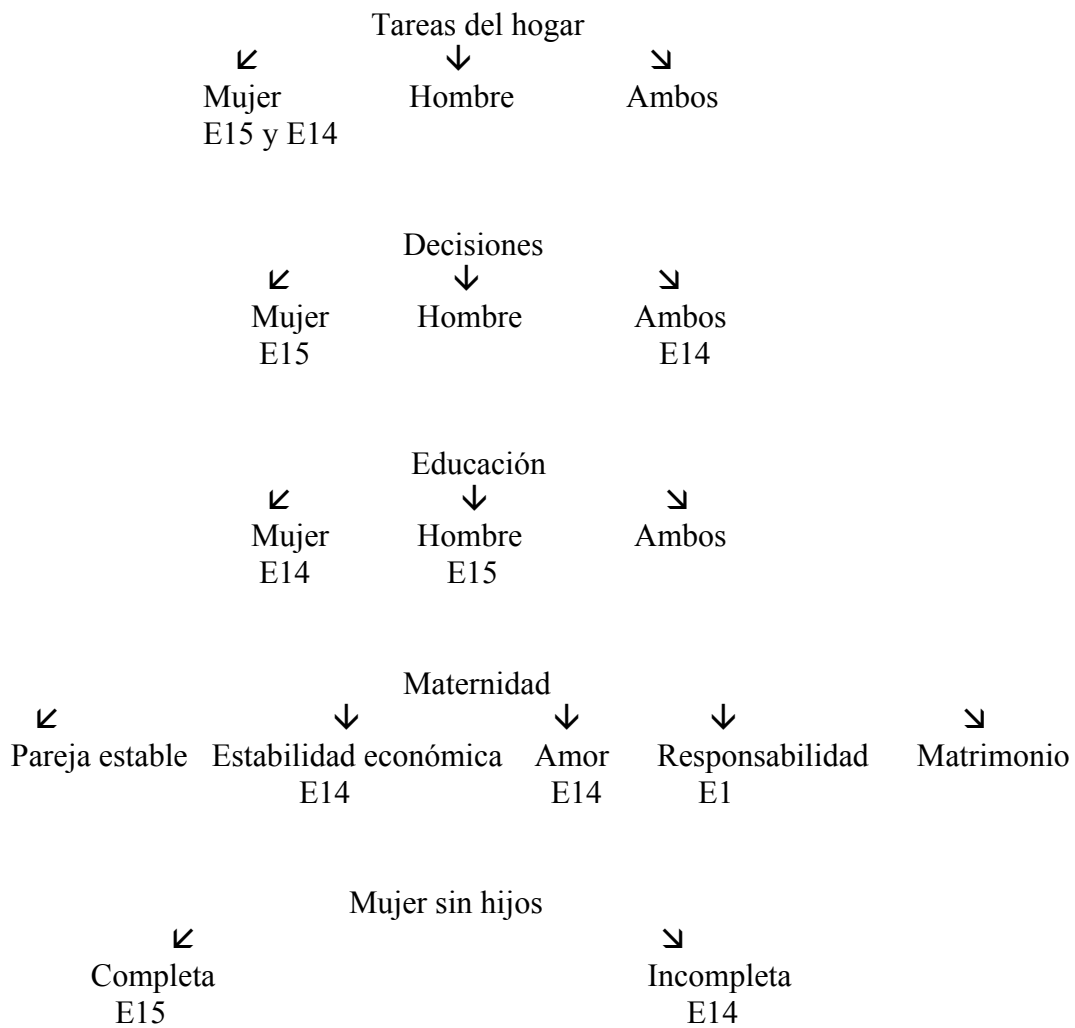 Tareas del hogar
↙ ↓ ↘
Mujer Hombre Ambos
E15 y E14
Decisiones
↙ ↓ ↘
Mujer Hombre Ambos
E15 E14
Educación
↙ ↓ ↘
Mujer Hombre Ambos
E14 E15
Maternidad
↙ ↓ ↓ ↓ ↘
Pareja estable Estabilidad económica Amor Responsabilidad Matrimonio
E14 E14 E1
Mujer sin hijos
↙ ↘
Completa Incompleta
E15 E14